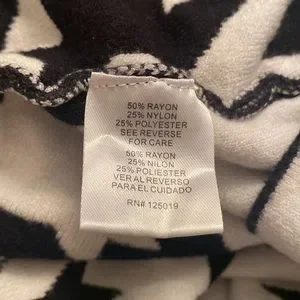 50% RAYON
25% NYLON
25% POLYESTER
SEE REVERSE
FOR CARE
50% RAYON
25% NILON
25% POLIESTER
VER AL REVERSO
PARA EL CUIDADO
RN# 125019